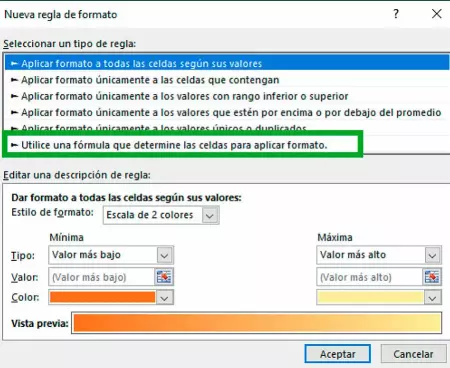 Nueva regla de formato ? ×
Seleccionar un tipo de regla:
► Aplicar formato a todas las celdas según sus valores
► Aplicar formato únicamente a las celdas que contengan
► Aplicar formato únicamente a los valores con rango inferior o superior
► Aplicar formato únicamente a los valores que estén por encima o por debajo del promedio
► Aplicar formato únicamente a los valores únicos o duplicados
► Utilice una fórmula que determine las celdas para aplicar formato.
Editar una descripción de regla:
Dar formato a todas las celdas según sus valores:
Estilo de formato: Escala de 2 colores
Mínima Máxima
Tipo: Valor más bajo Valor más alto
Valor: (Valor más bajo) (Valor más alto)
Color:
Vista previa:
Aceptar Cancelar